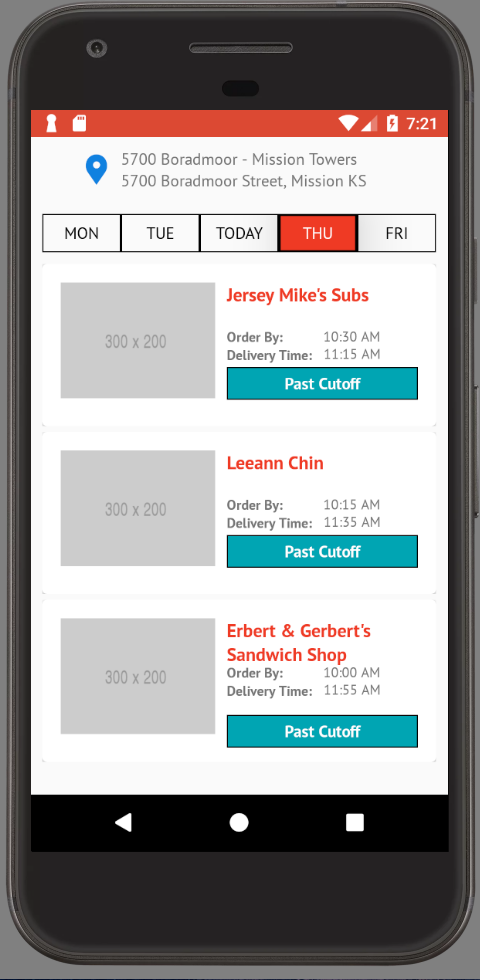 7:21
5700 Boradmoor - Mission Towers
5700 Boradmoor Street, Mission KS
MON TUE TODAY THU FRI
300 x 200
Jersey Mike's Subs
Order By: 10:30 AM
Delivery Time: 11:15 AM
Past Cutoff
300 x 200
Leeann Chin
Order By: 10:15 AM
Delivery Time: 11:35 AM
Past Cutoff
300 x 200
Erbert & Gerbert's
Sandwich Shop
Order By: 10:00 AM
Delivery Time: 11:55 AM
Past Cutoff